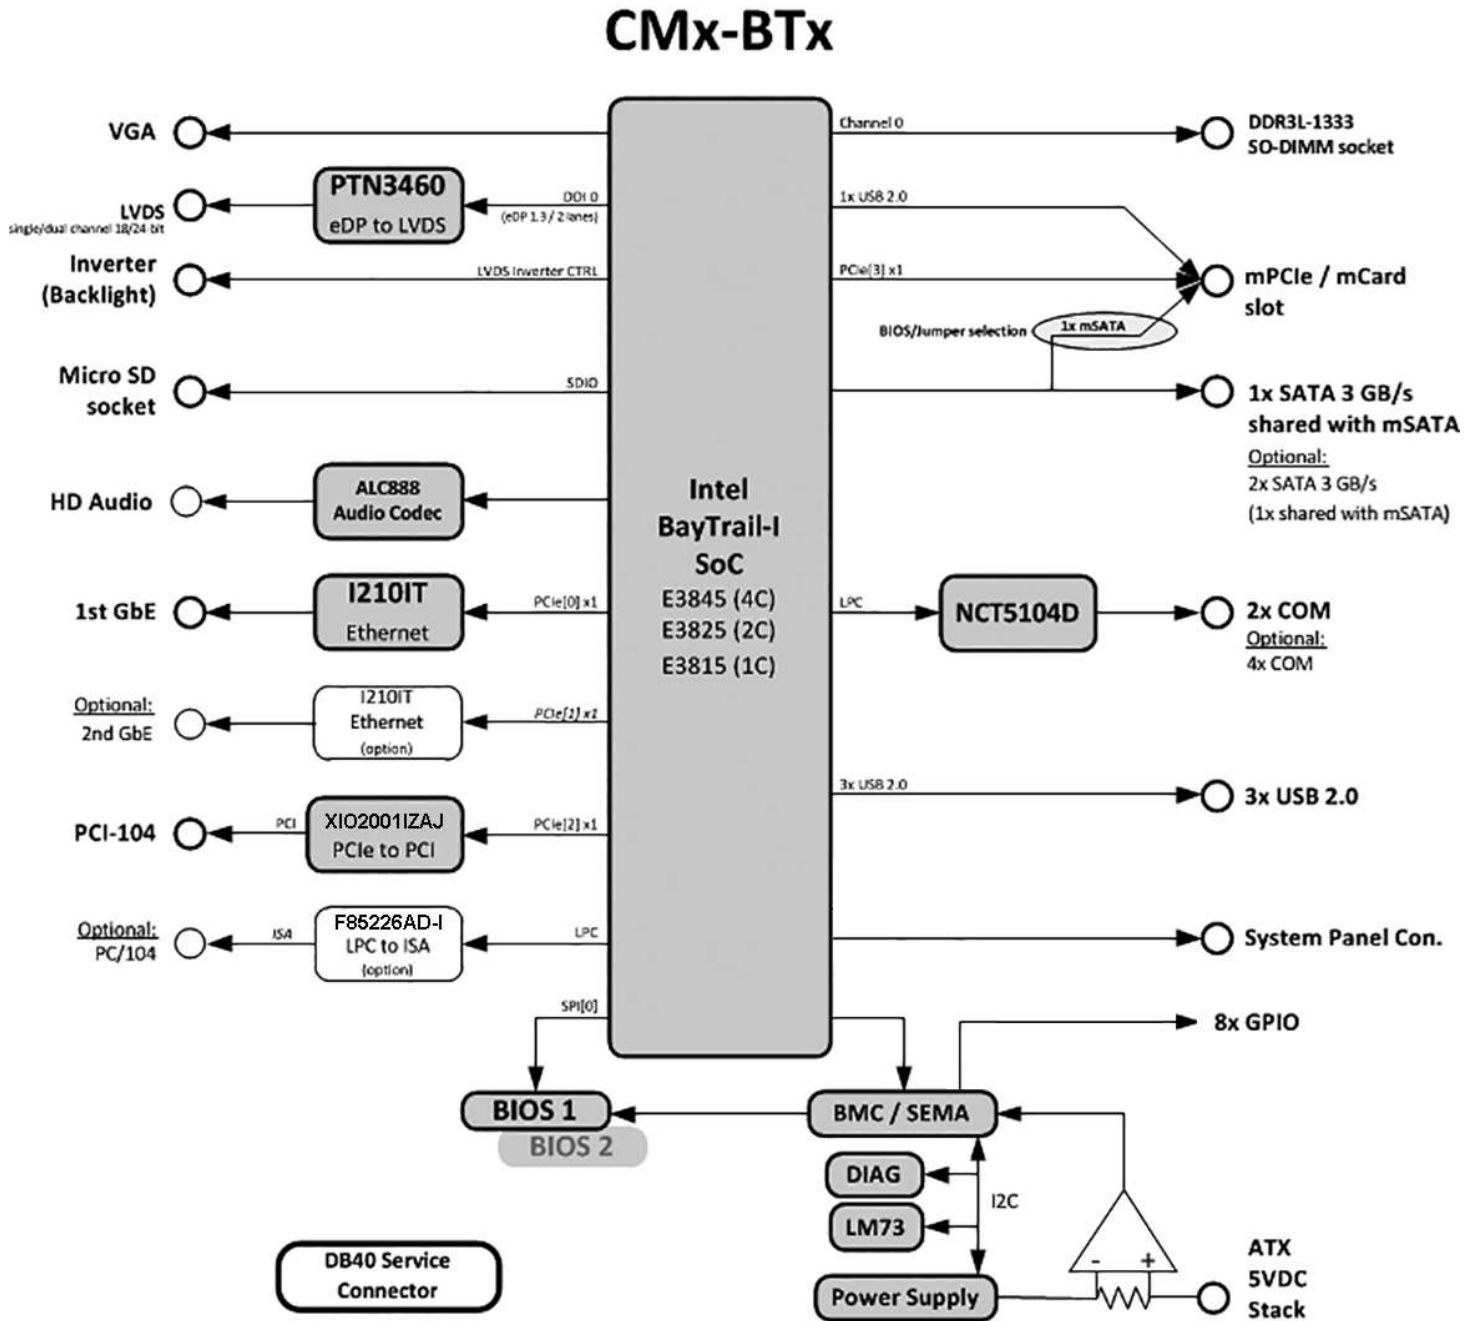 CMx-BTx
VGA
PTN3460
eDP to LVDS
LVDS
single/dual channel 18/24-bit
DDI 0
(eDP 1.3 / 2 lanes)
Inverter
(Backlight)
LVDS Inverter CTRL
Micro SD
socket
SDIO
HD Audio
ALC888
Audio Codec
1st GbE
I210IT
Ethernet
PCIe[0] x1
Optional:
2nd GbE
I210IT
Ethernet
(option)
PCIe[1] x1
PCI-104
PCI
XIO2001IZAJ
PCIe to PCI
PCIe[2] x1
Optional:
PC/104
ISA
F85226AD-I
LPC to ISA
(option)
LPC
SPI[0]
Intel
BayTrail-I
SoC
E3845 (4C)
E3825 (2C)
E3815 (1C)
Channel 0
DDR3L-1333
SO-DIMM socket
1x USB 2.0
PCIe[3] x1
mPCIe / mCard
slot
BIOS/Jumper selection
1x mSATA
1x SATA 3 GB/s
shared with mSATA
Optional:
2x SATA 3 GB/s
(1x shared with mSATA)
LPC
NCT5104D
2x COM
Optional:
4x COM
3x USB 2.0
3x USB 2.0
System Panel Con.
8x GPIO
BIOS 1
BIOS 2
BMC / SEMA
DIAG
LM73
I2C
Power Supply
- +
ATX
5VDC
Stack
DB40 Service
Connector